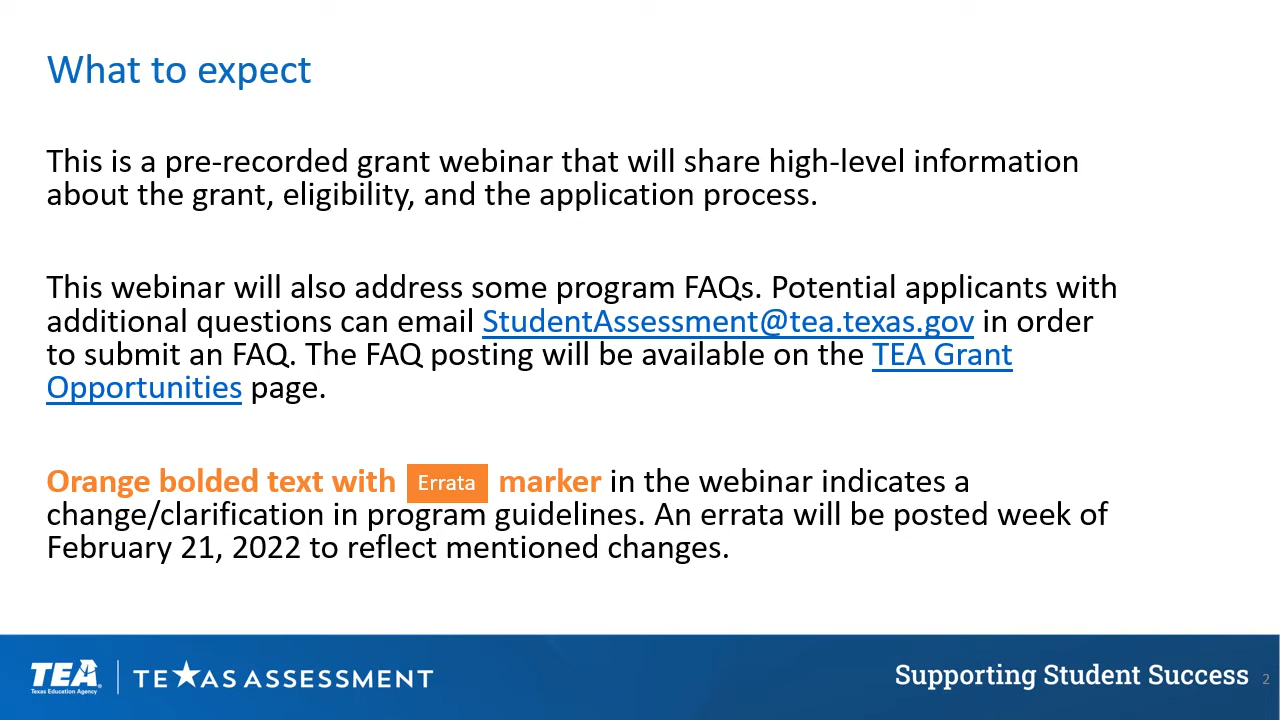 What to expect
This is a pre-recorded grant webinar that will share high-level information
about the grant, eligibility, and the application process.
This webinar will also address some program FAQs. Potential applicants with
additional questions can email StudentAssessment@tea.texas.gov in order
to submit an FAQ. The FAQ posting will be available on the TEA Grant
Opportunities page.
Orange bolded text with Errata marker in the webinar indicates a
change/clarification in program guidelines. An errata will be posted week of
February 21, 2022 to reflect mentioned changes.
TEA
Texas Education Agency
TEXAS ASSESSMENT
Supporting Student Success
2